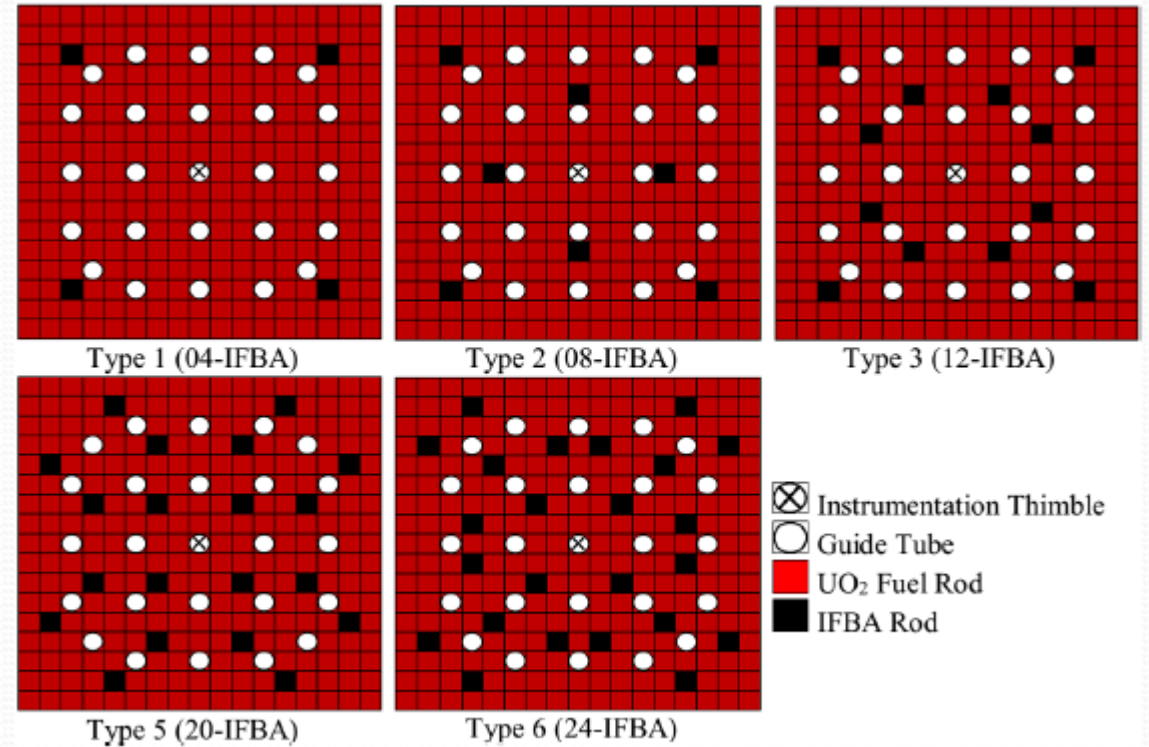 Type 1 (04-IFBA)
Type 2 (08-IFBA)
Type 3 (12-IFBA)
Instrumentation Thimble
Guide Tube
UO₂ Fuel Rod
IFBA Rod
Type 5 (20-IFBA)
Type 6 (24-IFBA)